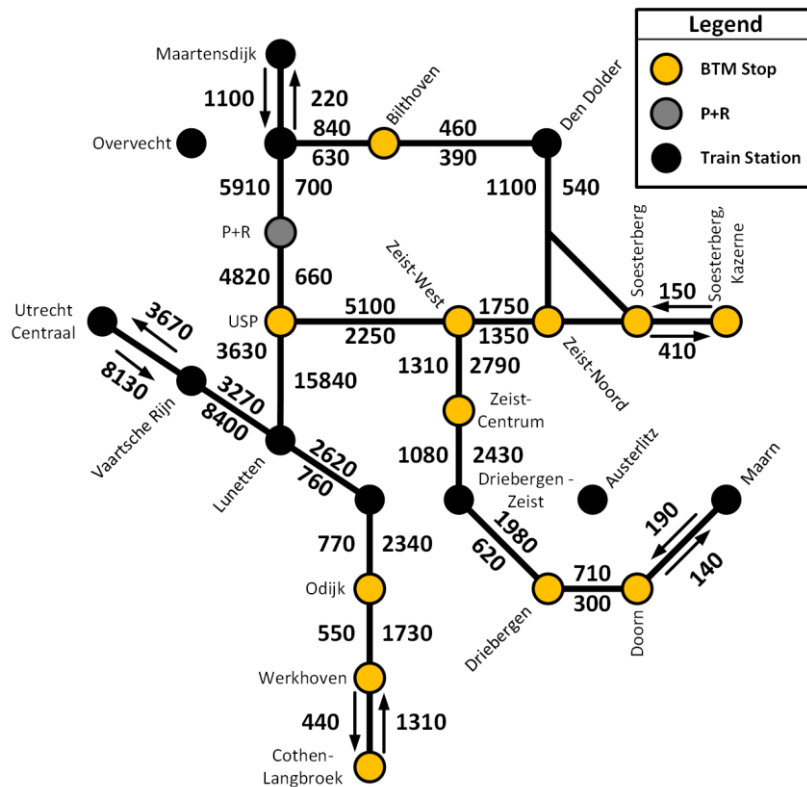 Legend
BTM Stop
P+R
Train Station
Maartensdijk
1100
220
Bilthoven
Den Dolder
Overvecht
840
630
460
390
5910
700
1100
540
P+R
4820
660
Zeist-West
Soesterberg
Soesterberg,
Kazerne
Utrecht
Centraal
3670
8130
USP
5100
2250
1750
1350
150
410
Zeist-Noord
3630
15840
1310
2790
Vaartsche Rijn
3270
8400
Zeist-
Centrum
Lunetten
2620
760
1080
2430
Driebergen -
Zeist
Austerlitz
Maarn
770
2340
1980
620
190
140
Odijk
710
300
Driebergen
Doorn
550
1730
Werkhoven
440
1310
Cothen-
Langbroek